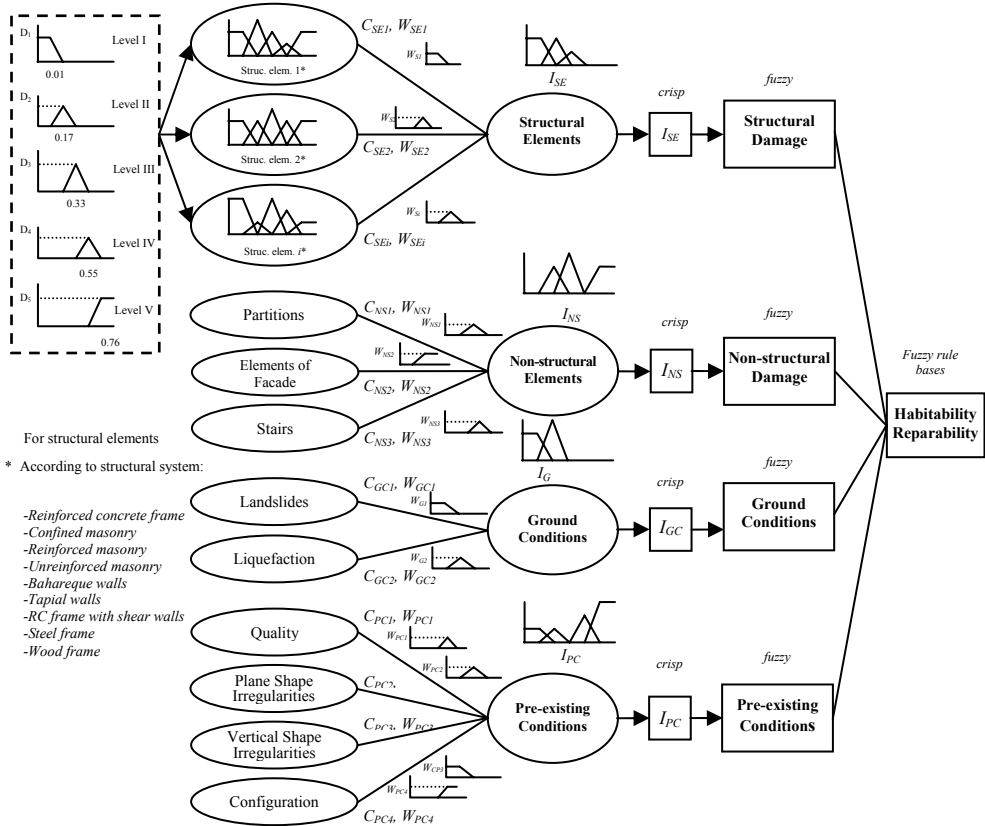 D1
Level I
0.01
D2
Level II
0.17
D3
Level III
0.33
D4
Level IV
0.55
D5
Level V
0.76
Struc. elem. 1*
Struc. elem. 2*
Struc. elem. i*
CSE1, WSE1
WS1
WS2
CSE2, WSE2
WSi
CSEi, WSEi
ISE
Structural
Elements
crisp
ISE
fuzzy
Structural
Damage
Partitions
Elements of
Facade
Stairs
CNS1, WNS1
WNS1
WNS2
CNS2, WNS2
WNS3
CNS3, WNS3
INS
Non-structural
Elements
crisp
INS
fuzzy
Non-structural
Damage
Fuzzy rule
bases
Habitability
Reparability
For structural elements
* According to structural system:
-Reinforced concrete frame
-Confined masonry
-Reinforced masonry
-Unreinforced masonry
-Bahareque walls
-Tapial walls
-RC frame with shear walls
-Steel frame
-Wood frame
Landslides
Liquefaction
CGC1, WGC1
WG1
WG2
CGC2, WGC2
IG
Ground
Conditions
crisp
IGC
fuzzy
Ground
Conditions
Quality
Plane Shape
Irregularities
Vertical Shape
Irregularities
Configuration
CPC1, WPC1
WPC1
WPC2
CPC2,
CPC3, WPC3
WCP3
WPC4
CPC4, WPC4
IPC
Pre-existing
Conditions
crisp
IPC
fuzzy
Pre-existing
Conditions